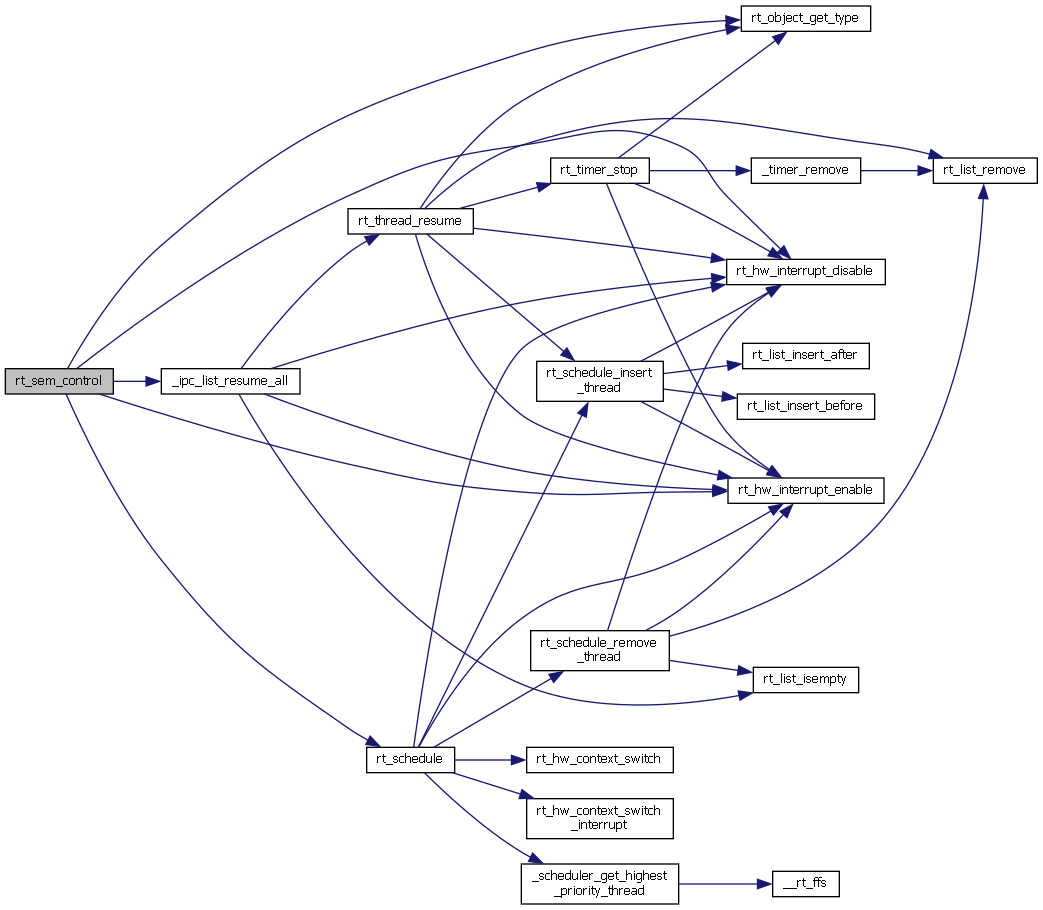 rt_object_get_type
rt_timer_stop
_timer_remove
rt_list_remove
rt_thread_resume
rt_hw_interrupt_disable
rt_list_insert_after
rt_sem_control
_ipc_list_resume_all
rt_schedule_insert
_thread
rt_list_insert_before
rt_hw_interrupt_enable
rt_schedule_remove
_thread
rt_list_isempty
rt_schedule
rt_hw_context_switch
rt_hw_context_switch
_interrupt
_scheduler_get_highest
_priority_thread
__rt_ffs